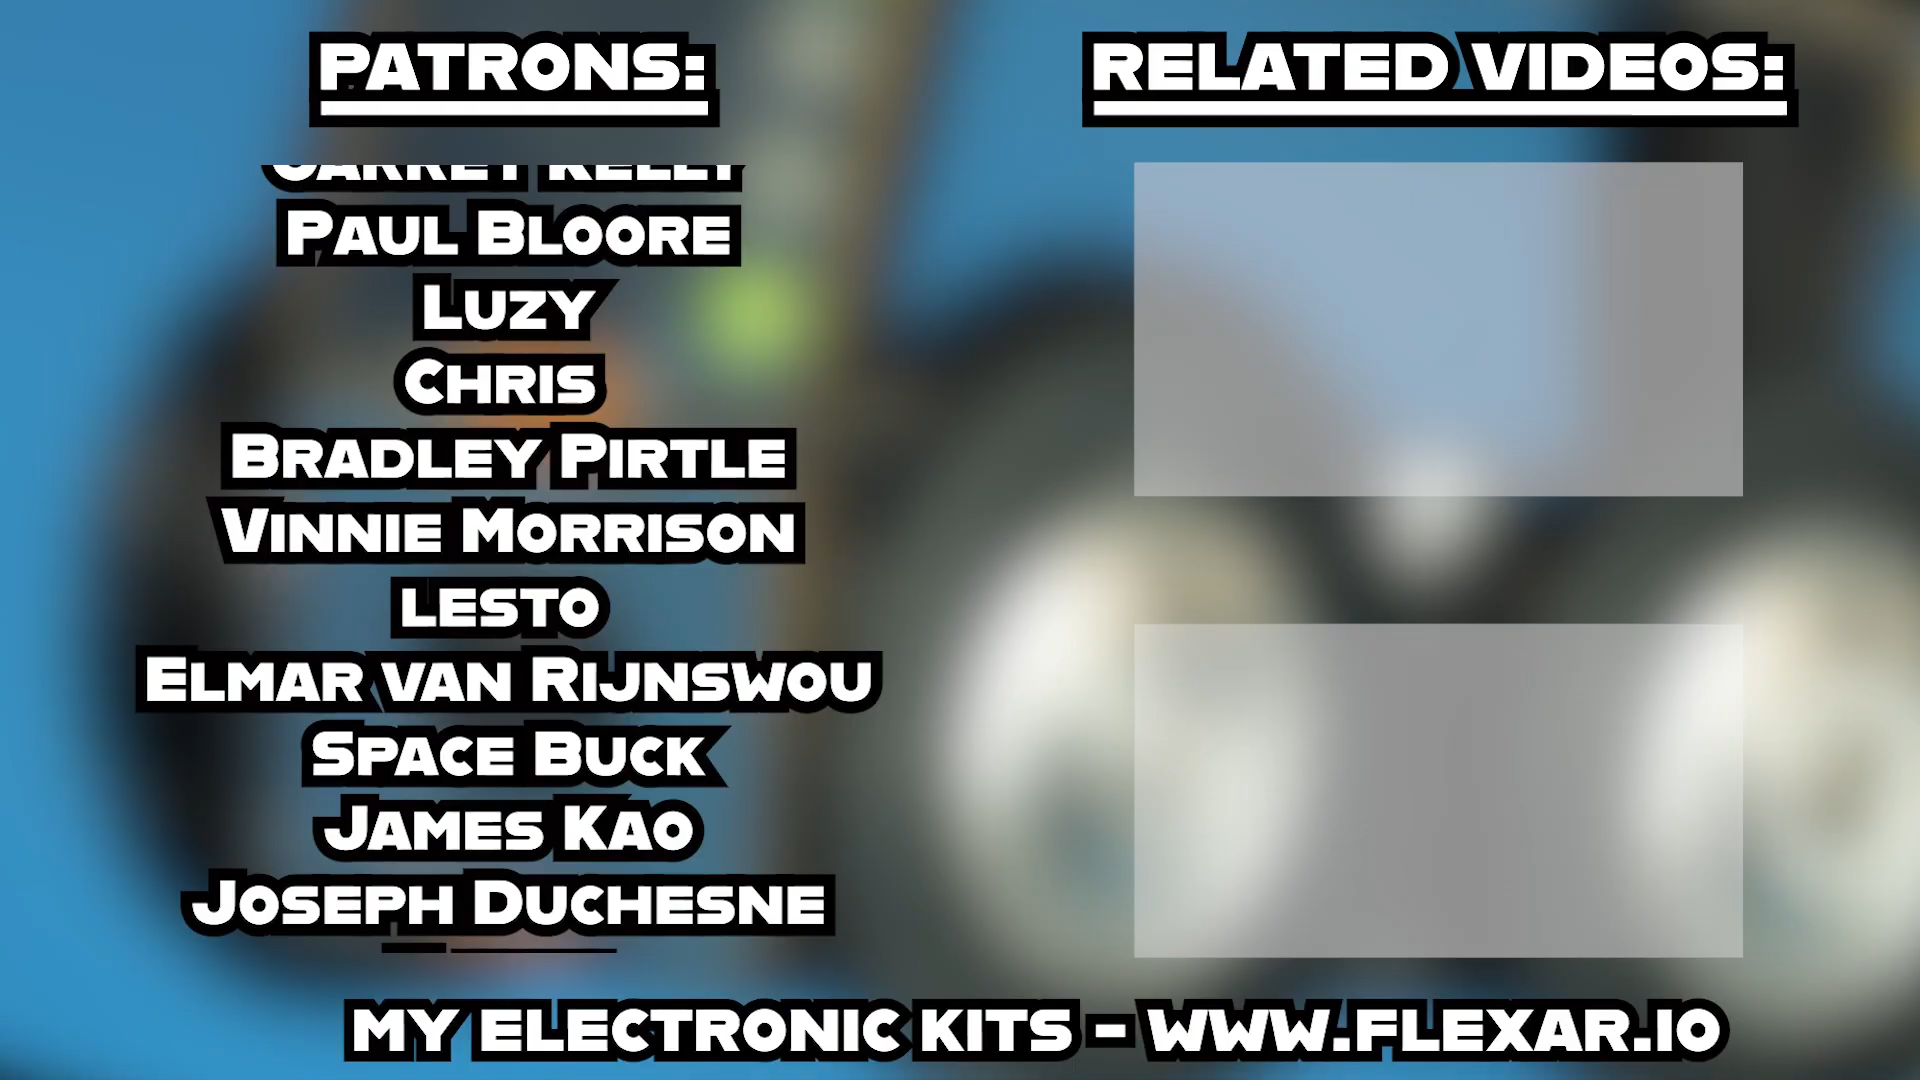 PATRONS:
KELLY
PAUL BLOORE
LUZY
CHRIS
BRADLEY PIRTLE
VINNIE MORRISON
LESTO
ELMAR VAN RIJNSWOU
SPACE BUCK
JAMES KAO
JOSEPH DUCHESNE
RELATED VIDEOS:
MY ELECTRONIC KITS - WWW.FLEXAR.IO